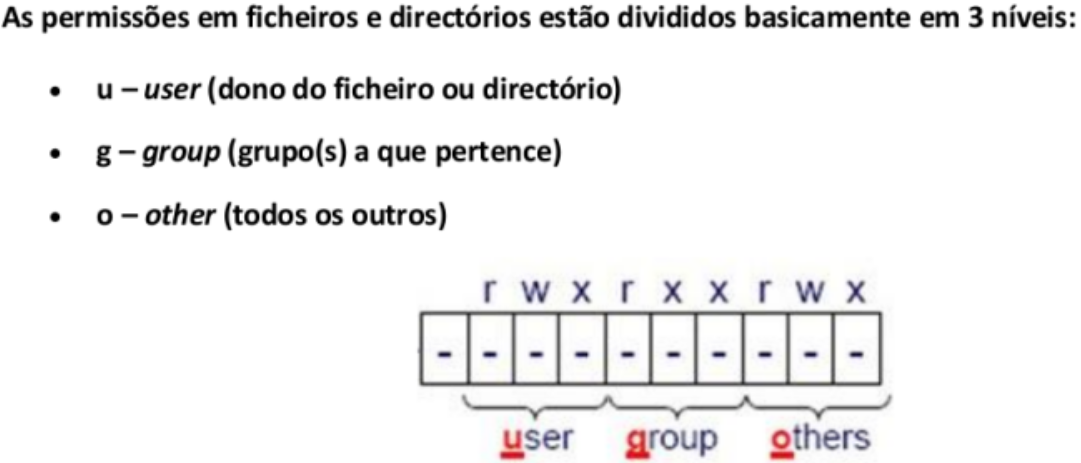 As permissões em ficheiros e directórios estão divididos basicamente em 3 níveis:
• u – user (dono do ficheiro ou directório)
• g – group (grupo(s) a que pertence)
• o – other (todos os outros)
r w x r x x r w x
- - - - - - - - - -
user group others